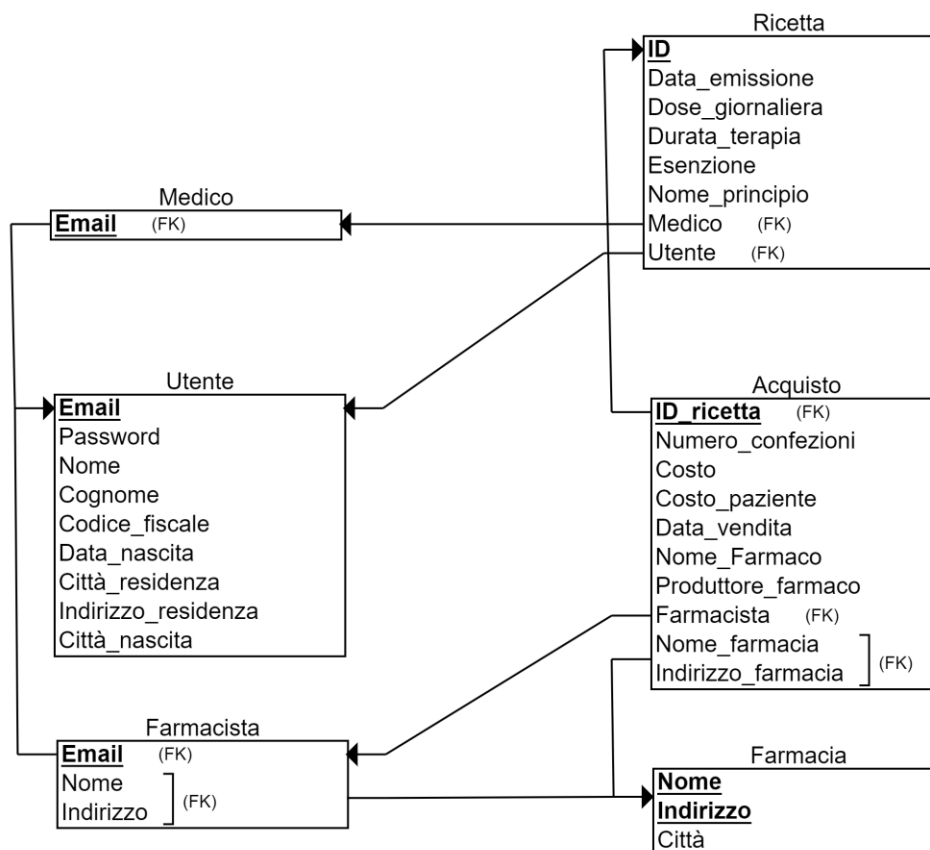 Ricetta
ID
Data_emissione
Dose_giornaliera
Durata_terapia
Esenzione
Nome_principio
Medico (FK)
Utente (FK)
Medico
Email (FK)
Utente
Email
Password
Nome
Cognome
Codice_fiscale
Data_nascita
Città_residenza
Indirizzo_residenza
Città_nascita
Acquisto
ID_ricetta (FK)
Numero_confezioni
Costo
Costo_paziente
Data_vendita
Nome_Farmaco
Produttore_farmaco
Farmacista (FK)
Nome_farmacia
Indirizzo_farmacia
(FK)
Farmacista
Email (FK)
Nome
Indirizzo
(FK)
Farmacia
Nome
Indirizzo
Città